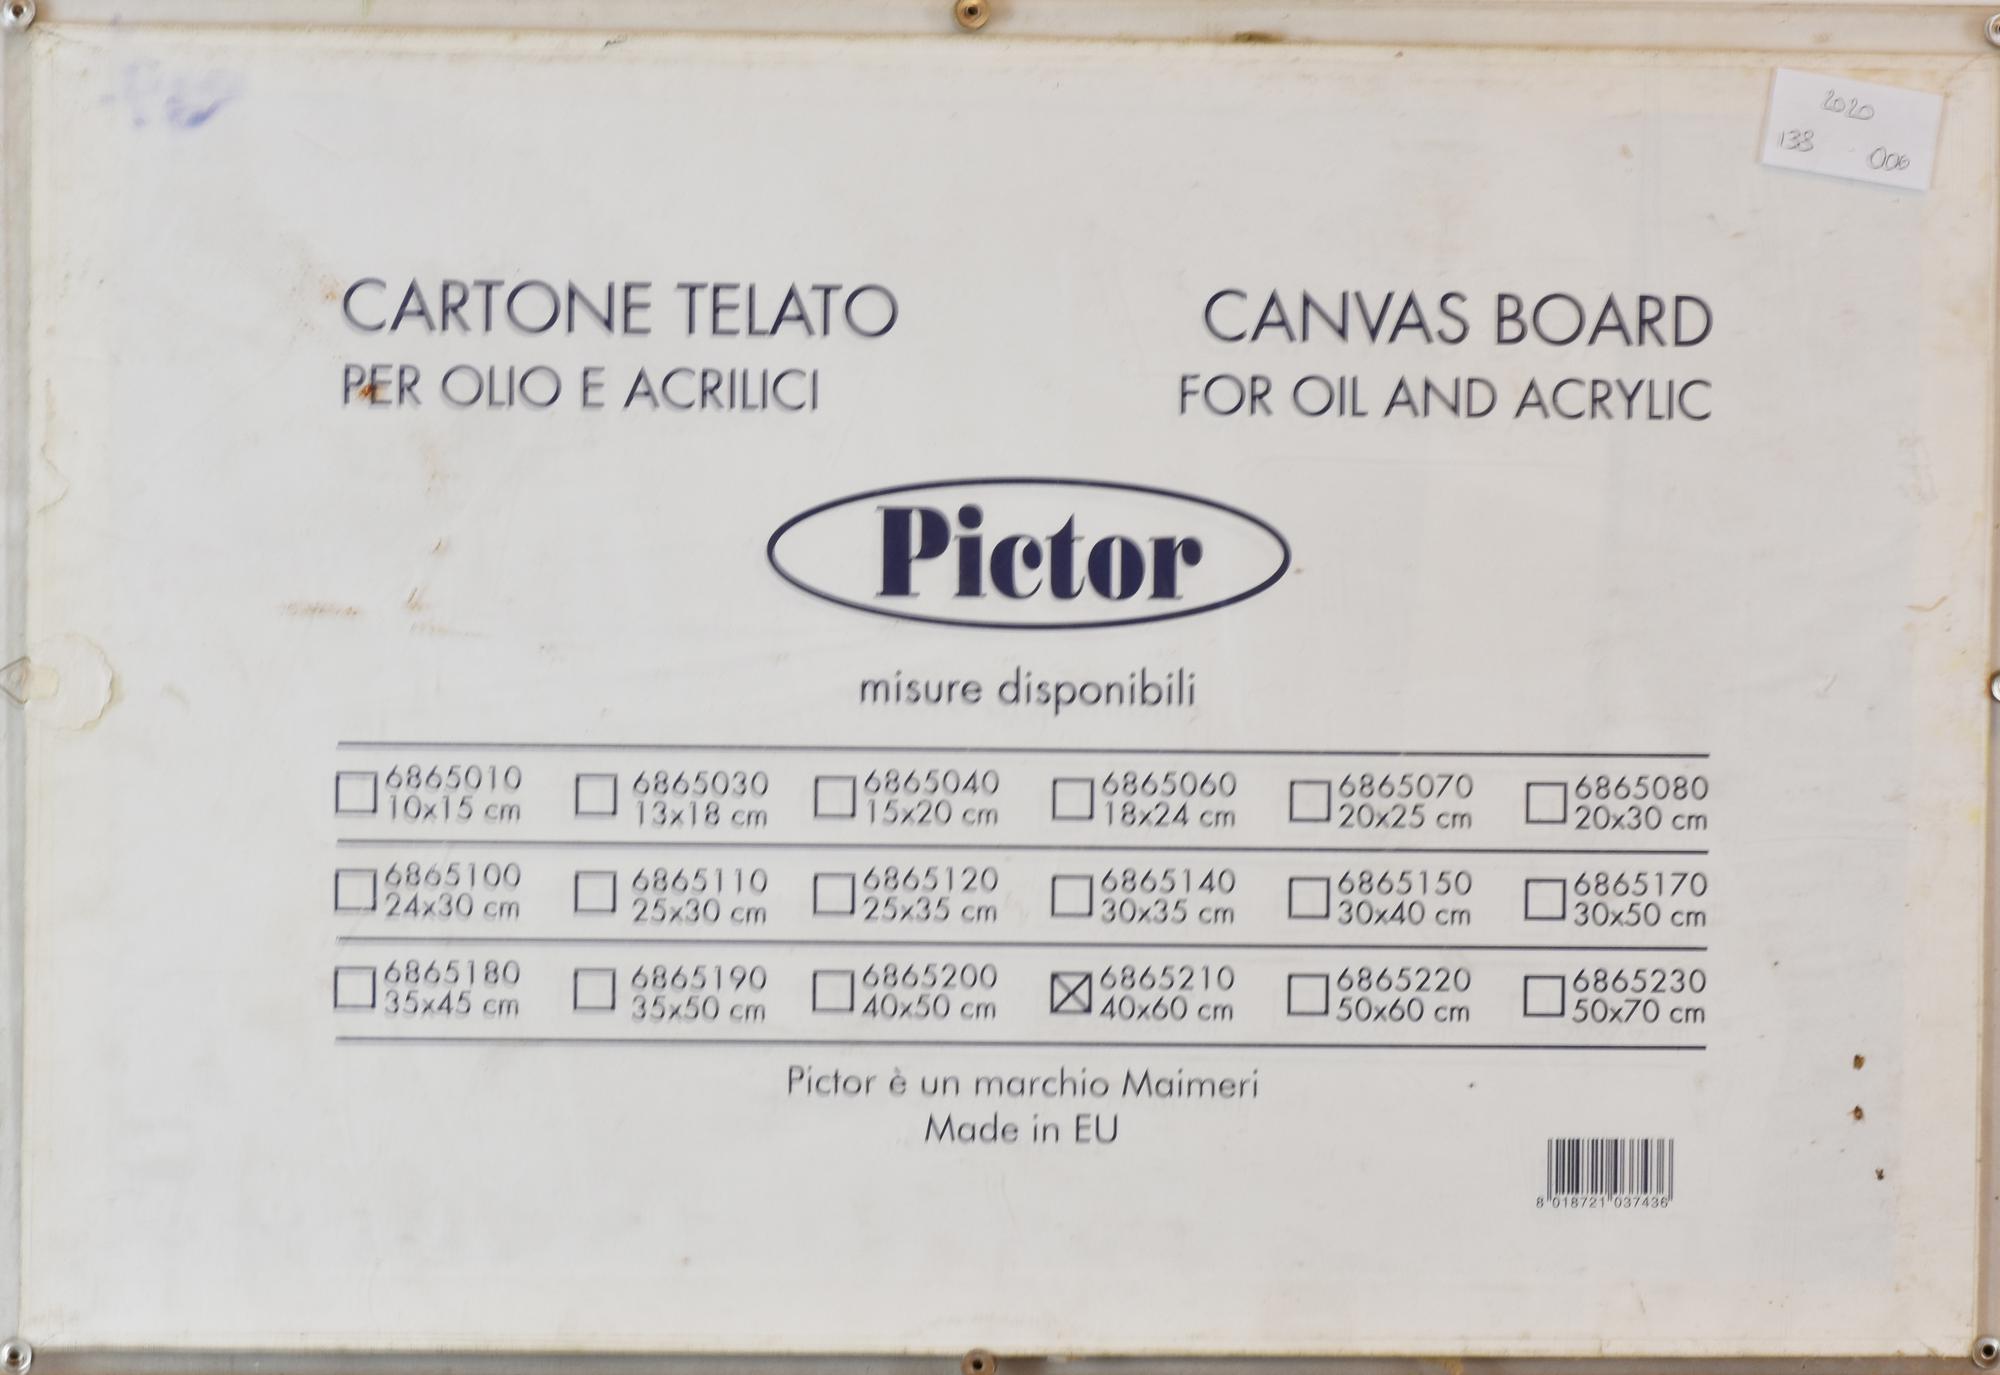 2020
138 006
CARTONE TELATO
PER OLIO E ACRILICI
CANVAS BOARD
FOR OIL AND ACRYLIC
Pictor
misure disponibili
6865010 6865030 6865040 6865060 6865070 6865080
10x15 cm 13x18 cm 15x20 cm 18x24 cm 20x25 cm 20x30 cm
6865100 6865110 6865120 6865140 6865150 6865170
24x30 cm 25x30 cm 25x35 cm 30x35 cm 30x40 cm 30x50 cm
6865180 6865190 6865200 6865210 6865220 6865230
35x45 cm 35x50 cm 40x50 cm 40x60 cm 50x60 cm 50x70 cm
Pictor è un marchio Maimeri
Made in EU
8 018721 037436